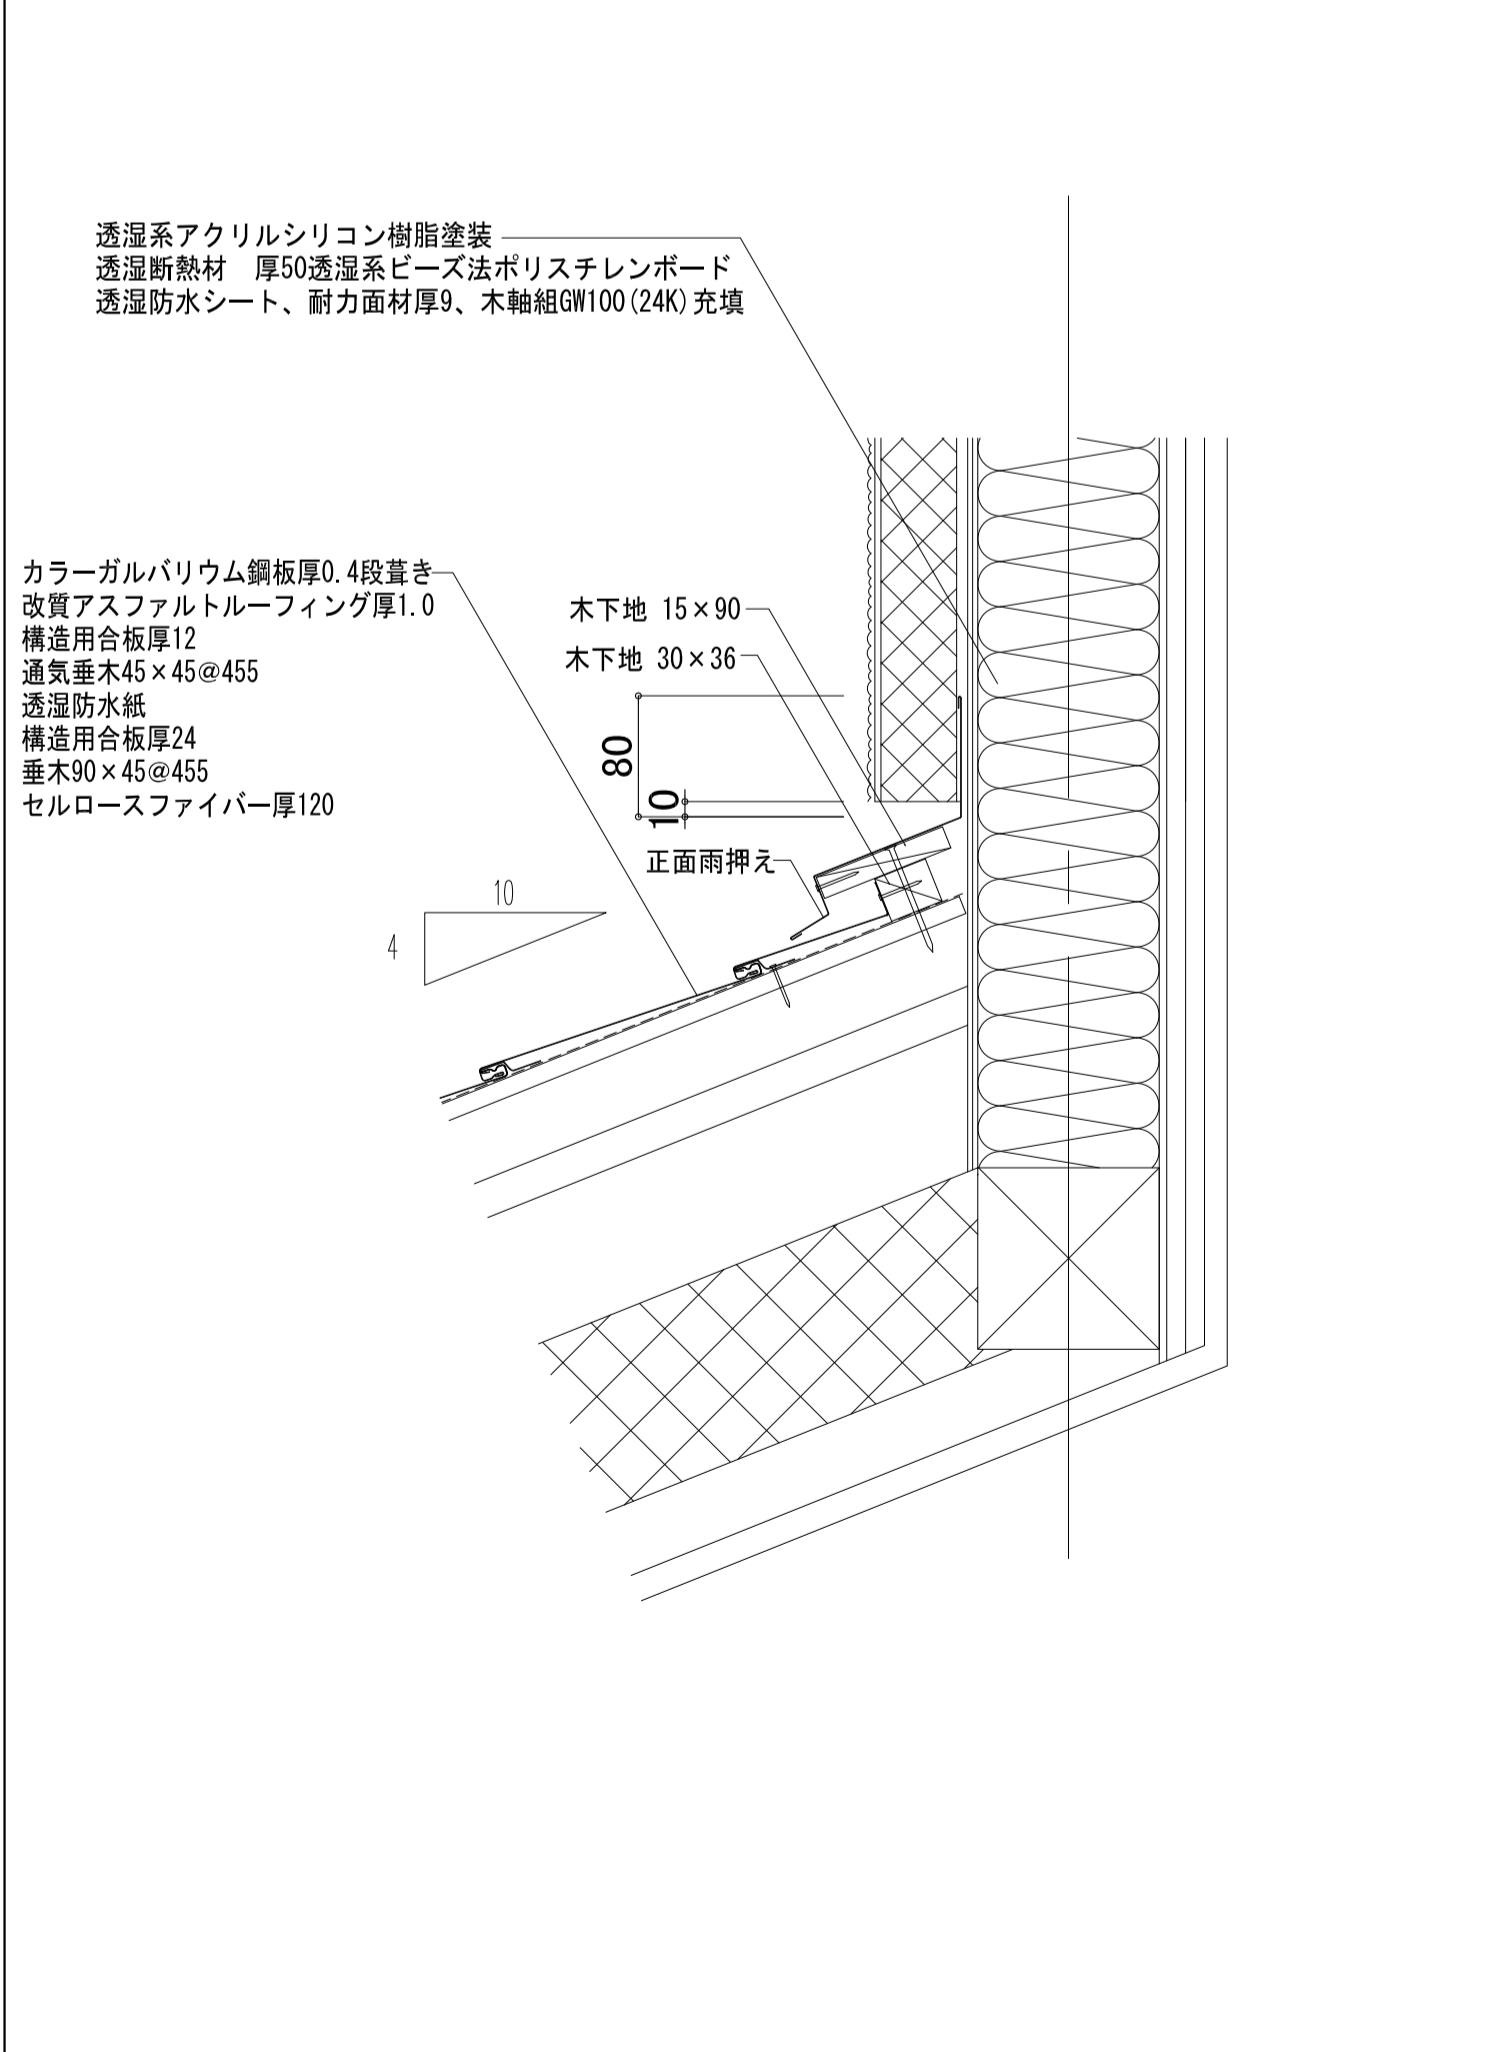 透湿系アクリルシリコン樹脂塗装
透湿断熱材　厚50透湿系ビーズ法ポリスチレンボード
透湿防水シート、耐力面材厚9、木軸組GW100(24K)充填
カラーガルバリウム鋼板厚0.4段葺き
改質アスファルトルーフィング厚1.0
構造用合板厚12
通気垂木45×45@455
透湿防水紙
構造用合板厚24
垂木90×45@455
セルロースファイバー厚120
木下地 15×90
木下地 30×36
80
10
正面雨押え
10
4